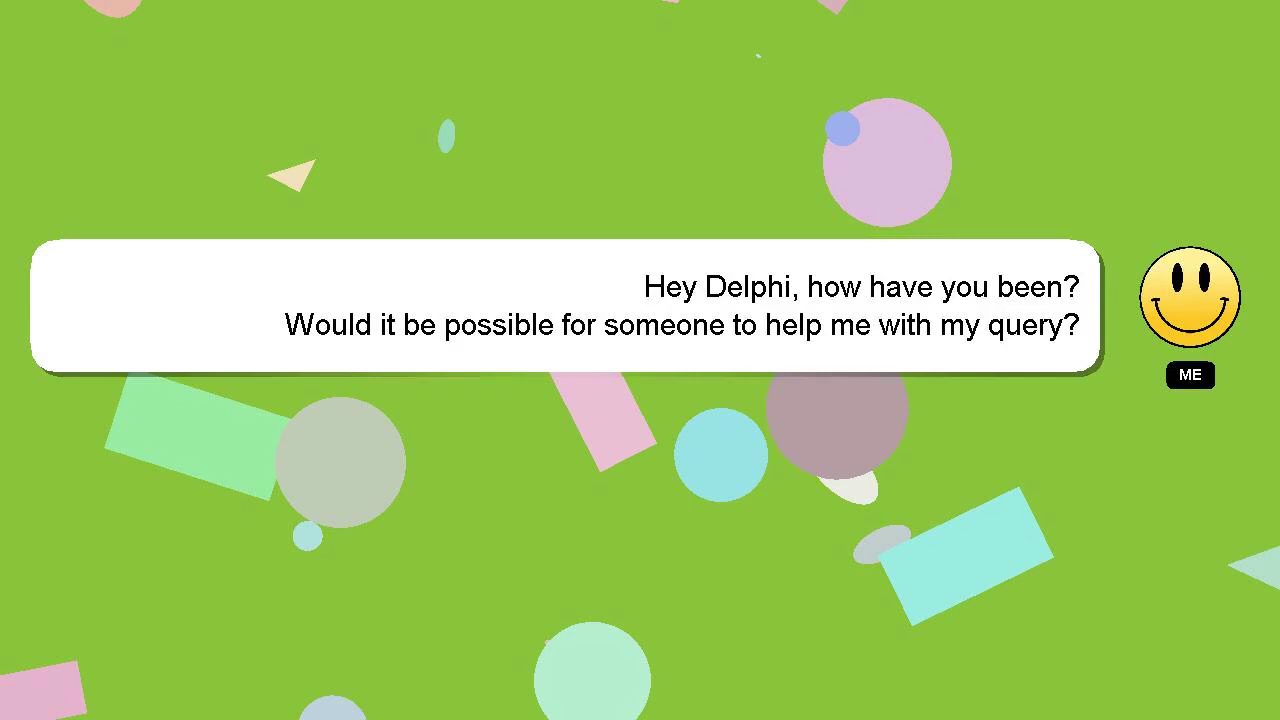 Hey Delphi, how have you been?
Would it be possible for someone to help me with my query?
ME